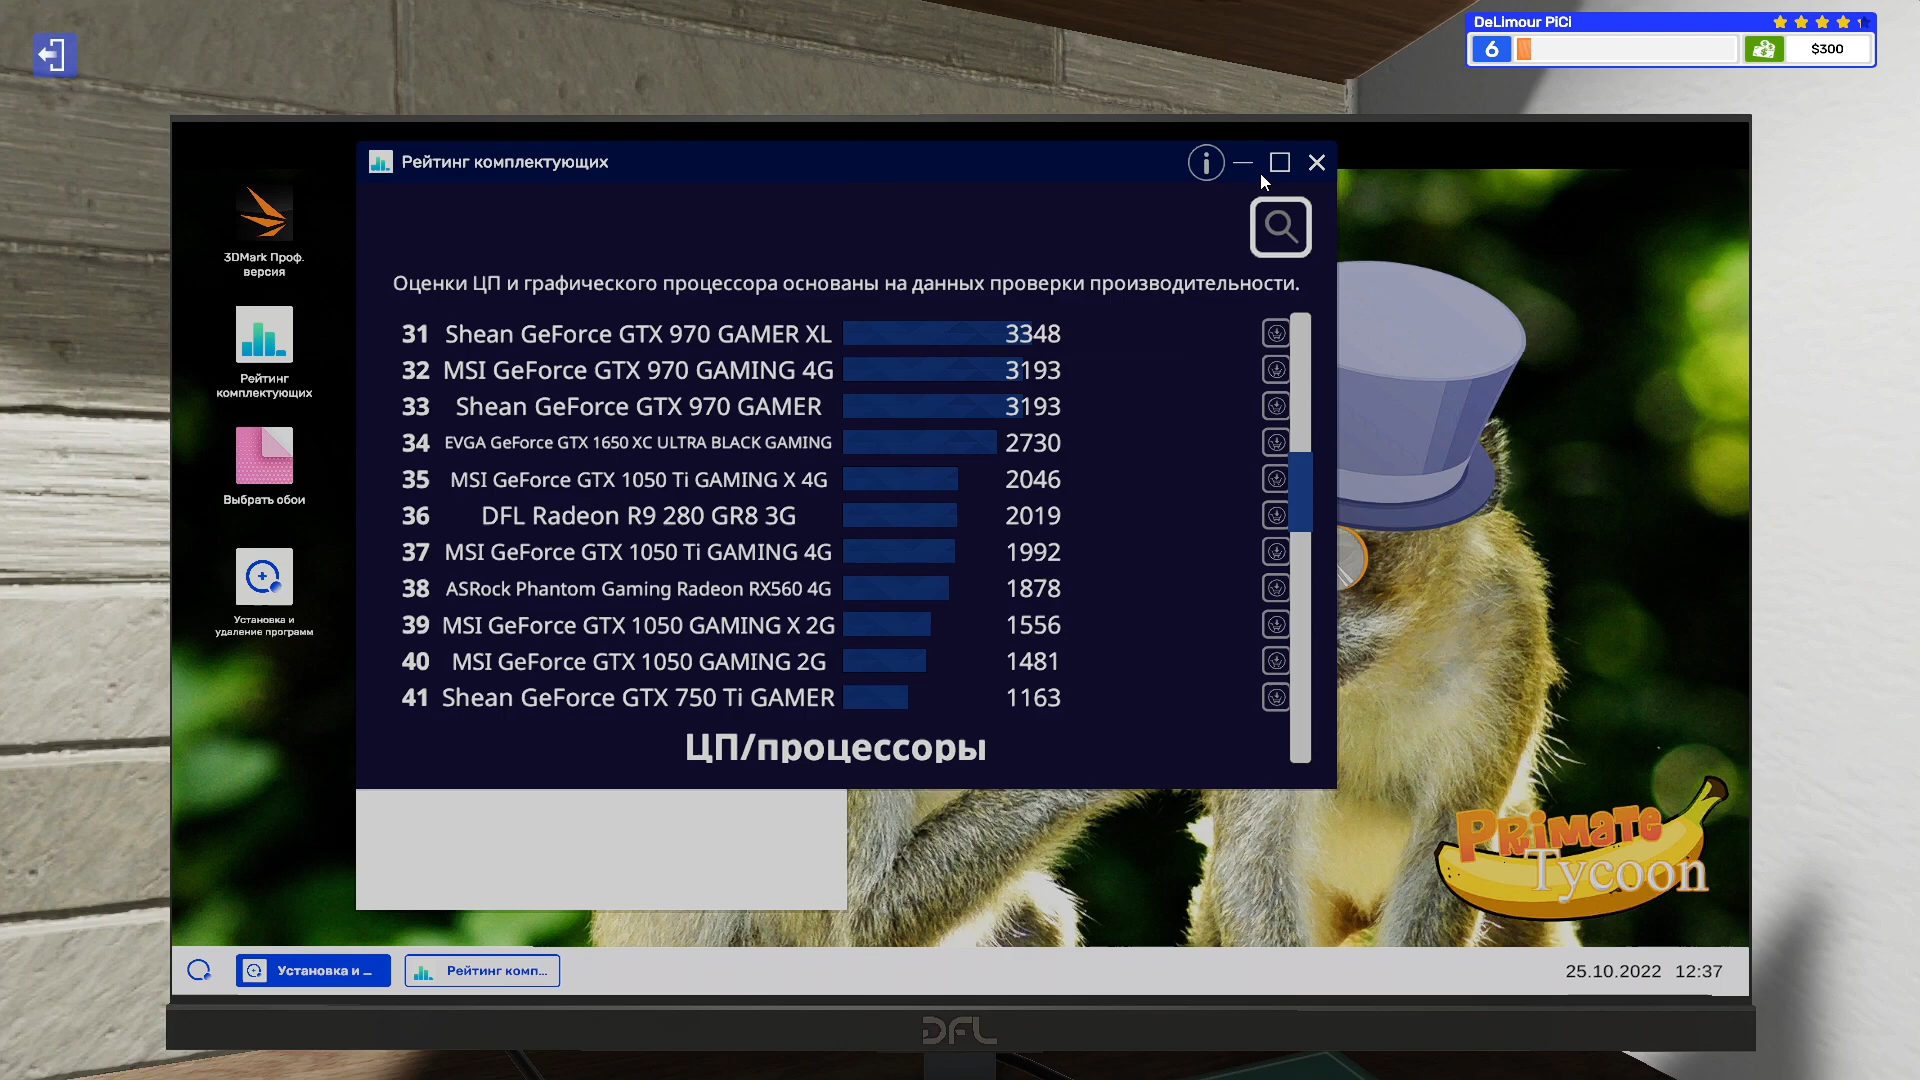 DeLimour PiCi
6
$300
Рейтинг комплектующих
3DMark Проф.
версия
Рейтинг
комплектующих
Выбрать обои
Установка и
удаление программ
Оценки ЦП и графического процессора основаны на данных проверки производительности.
31 Shean GeForce GTX 970 GAMER XL 3348
32 MSI GeForce GTX 970 GAMING 4G 3193
33 Shean GeForce GTX 970 GAMER 3193
34 EVGA GeForce GTX 1650 XC ULTRA BLACK GAMING 2730
35 MSI GeForce GTX 1050 Ti GAMING X 4G 2046
36 DFL Radeon R9 280 GR8 3G 2019
37 MSI GeForce GTX 1050 Ti GAMING 4G 1992
38 ASRock Phantom Gaming Radeon RX560 4G 1878
39 MSI GeForce GTX 1050 GAMING X 2G 1556
40 MSI GeForce GTX 1050 GAMING 2G 1481
41 Shean GeForce GTX 750 Ti GAMER 1163
ЦП/процессоры
PRiMATE
Tycoon
Установка и ...
Рейтинг комп...
25.10.2022 12:37
DFL